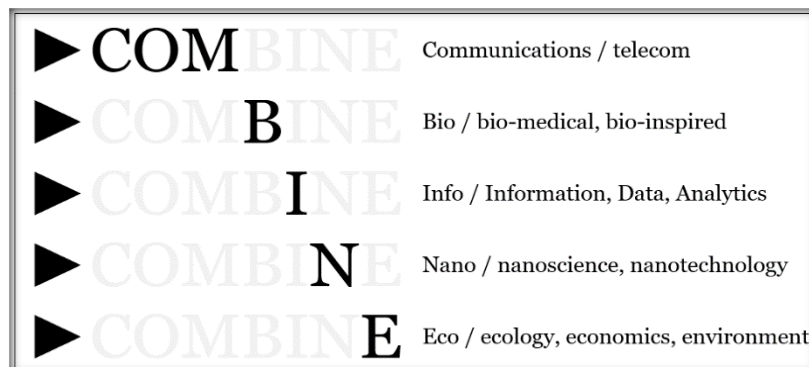 COMBINE Communications / telecom
COMBINE Bio / bio-medical, bio-inspired
COMBINE Info / Information, Data, Analytics
COMBINE Nano / nanoscience, nanotechnology
COMBINE Eco / ecology, economics, environment